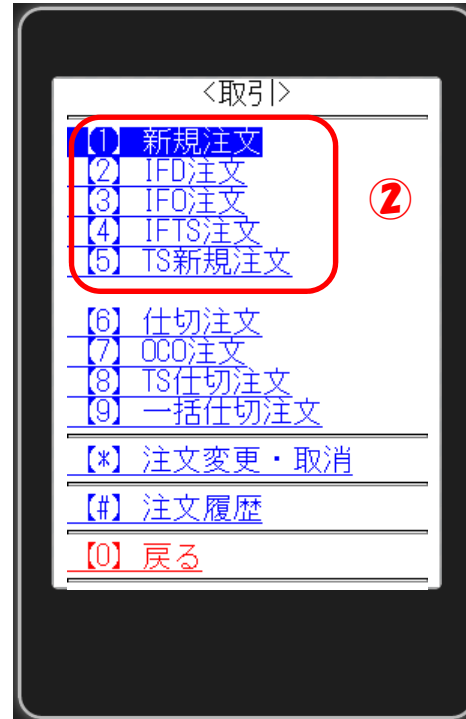 <取引>
【1】 新規注文
【2】 IFD注文
【3】 IFO注文
【4】 IFTS注文
【5】 TS新規注文
②
【6】 仕切注文
【7】 OCO注文
【8】 TS仕切注文
【9】 一括仕切注文
【*】 注文変更・取消
【#】 注文履歴
【0】 戻る